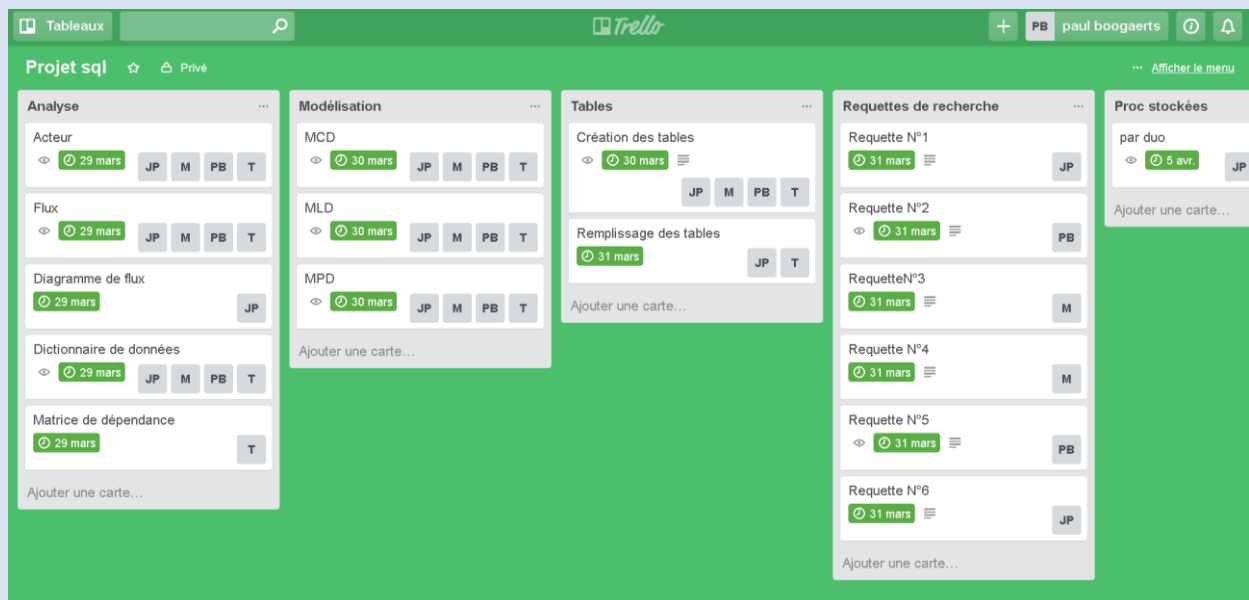 Tableaux
Trello
PB paul boogaerts
Projet sql
Privé
Afficher le menu
Analyse
Acteur
29 mars
JP M PB T
Flux
29 mars
JP M PB T
Diagramme de flux
29 mars
JP
Dictionnaire de données
29 mars
JP M PB T
Matrice de dépendance
29 mars
T
Ajouter une carte…
Modélisation
MCD
30 mars
JP M PB T
MLD
30 mars
JP M PB T
MPD
30 mars
JP M PB T
Ajouter une carte…
Tables
Création des tables
30 mars
JP M PB T
Remplissage des tables
31 mars
JP T
Ajouter une carte…
Requettes de recherche
Requette N°1
31 mars
JP
Requette N°2
31 mars
PB
RequetteN°3
31 mars
M
Requette N°4
31 mars
M
Requette N°5
31 mars
PB
Requette N°6
31 mars
JP
Ajouter une carte…
Proc stockées
par duo
5 avr.
JP
Ajouter une carte…